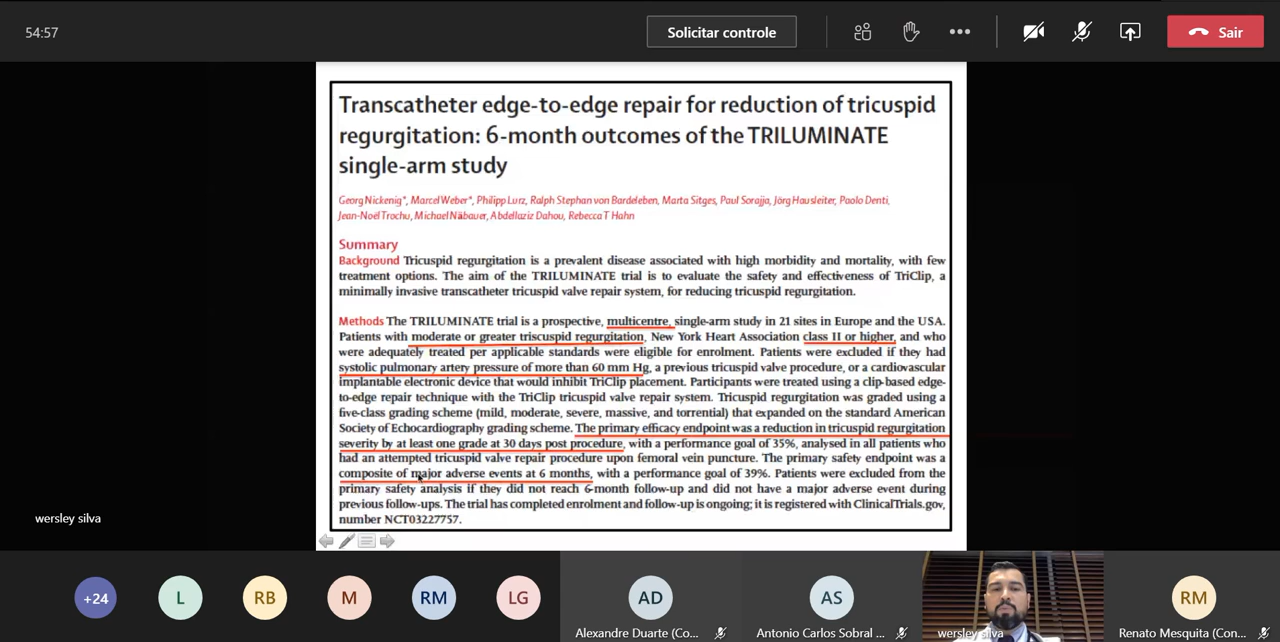 54:57
Solicitar controle
Sair
Transcatheter edge-to-edge repair for reduction of tricuspid
regurgitation: 6-month outcomes of the TRILUMINATE
single-arm study
Georg Nickenig*, Marcel Weber*, Philipp Lurz, Ralph Stephan von Bardeleben, Marta Sitges, Paul Sorajja, Jörg Hausleiter, Paolo Denti,
Jean-Noël Trochu, Michael Näbauer, Abdellaziz Dahou, Rebecca T Hahn
Summary
Background Tricuspid regurgitation is a prevalent disease associated with high morbidity and mortality, with few
treatment options. The aim of the TRILUMINATE trial is to evaluate the safety and effectiveness of TriClip, a
minimally invasive transcatheter tricuspid valve repair system, for reducing tricuspid regurgitation.
Methods The TRILUMINATE trial is a prospective, multicentre, single-arm study in 21 sites in Europe and the USA.
Patients with moderate or greater triscuspid regurgitation, New York Heart Association class II or higher, and who
were adequately treated per applicable standards were eligible for enrolment. Patients were excluded if they had
systolic pulmonary artery pressure of more than 60 mm Hg, a previous tricuspid valve procedure, or a cardiovascular
implantable electronic device that would inhibit TriClip placement. Participants were treated using a clip-based edge-
to-edge repair technique with the TriClip tricuspid valve repair system. Tricuspid regurgitation was graded using a
five-class grading scheme (mild, moderate, severe, massive, and torrential) that expanded on the standard American
Society of Echocardiography grading scheme. The primary efficacy endpoint was a reduction in tricuspid regurgitation
severity by at least one grade at 30 days post procedure, with a performance goal of 35%, analysed in all patients who
had an attempted tricuspid valve repair procedure upon femoral vein puncture. The primary safety endpoint was a
composite of major adverse events at 6 months, with a performance goal of 39%. Patients were excluded from the
primary safety analysis if they did not reach 6-month follow-up and did not have a major adverse event during
previous follow-ups. The trial has completed enrolment and follow-up is ongoing; it is registered with ClinicalTrials.gov,
number NCT03227757.
wersley silva
+24
L
RB
M
RM
LG
AD
Alexandre Duarte (Co...
AS
Antonio Carlos Sobral ...
wersley silva
RM
Renato Mesquita (Con...